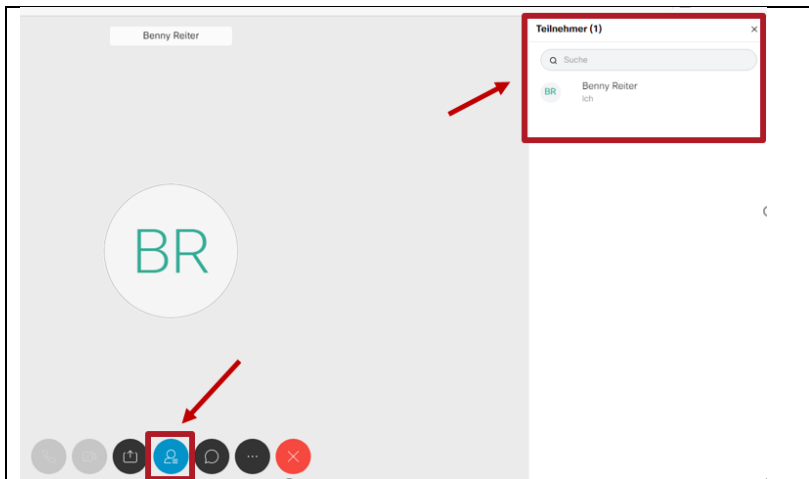 Benny Reiter
Teilnehmer (1)
Suche
BR
Benny Reiter
Ich
BR